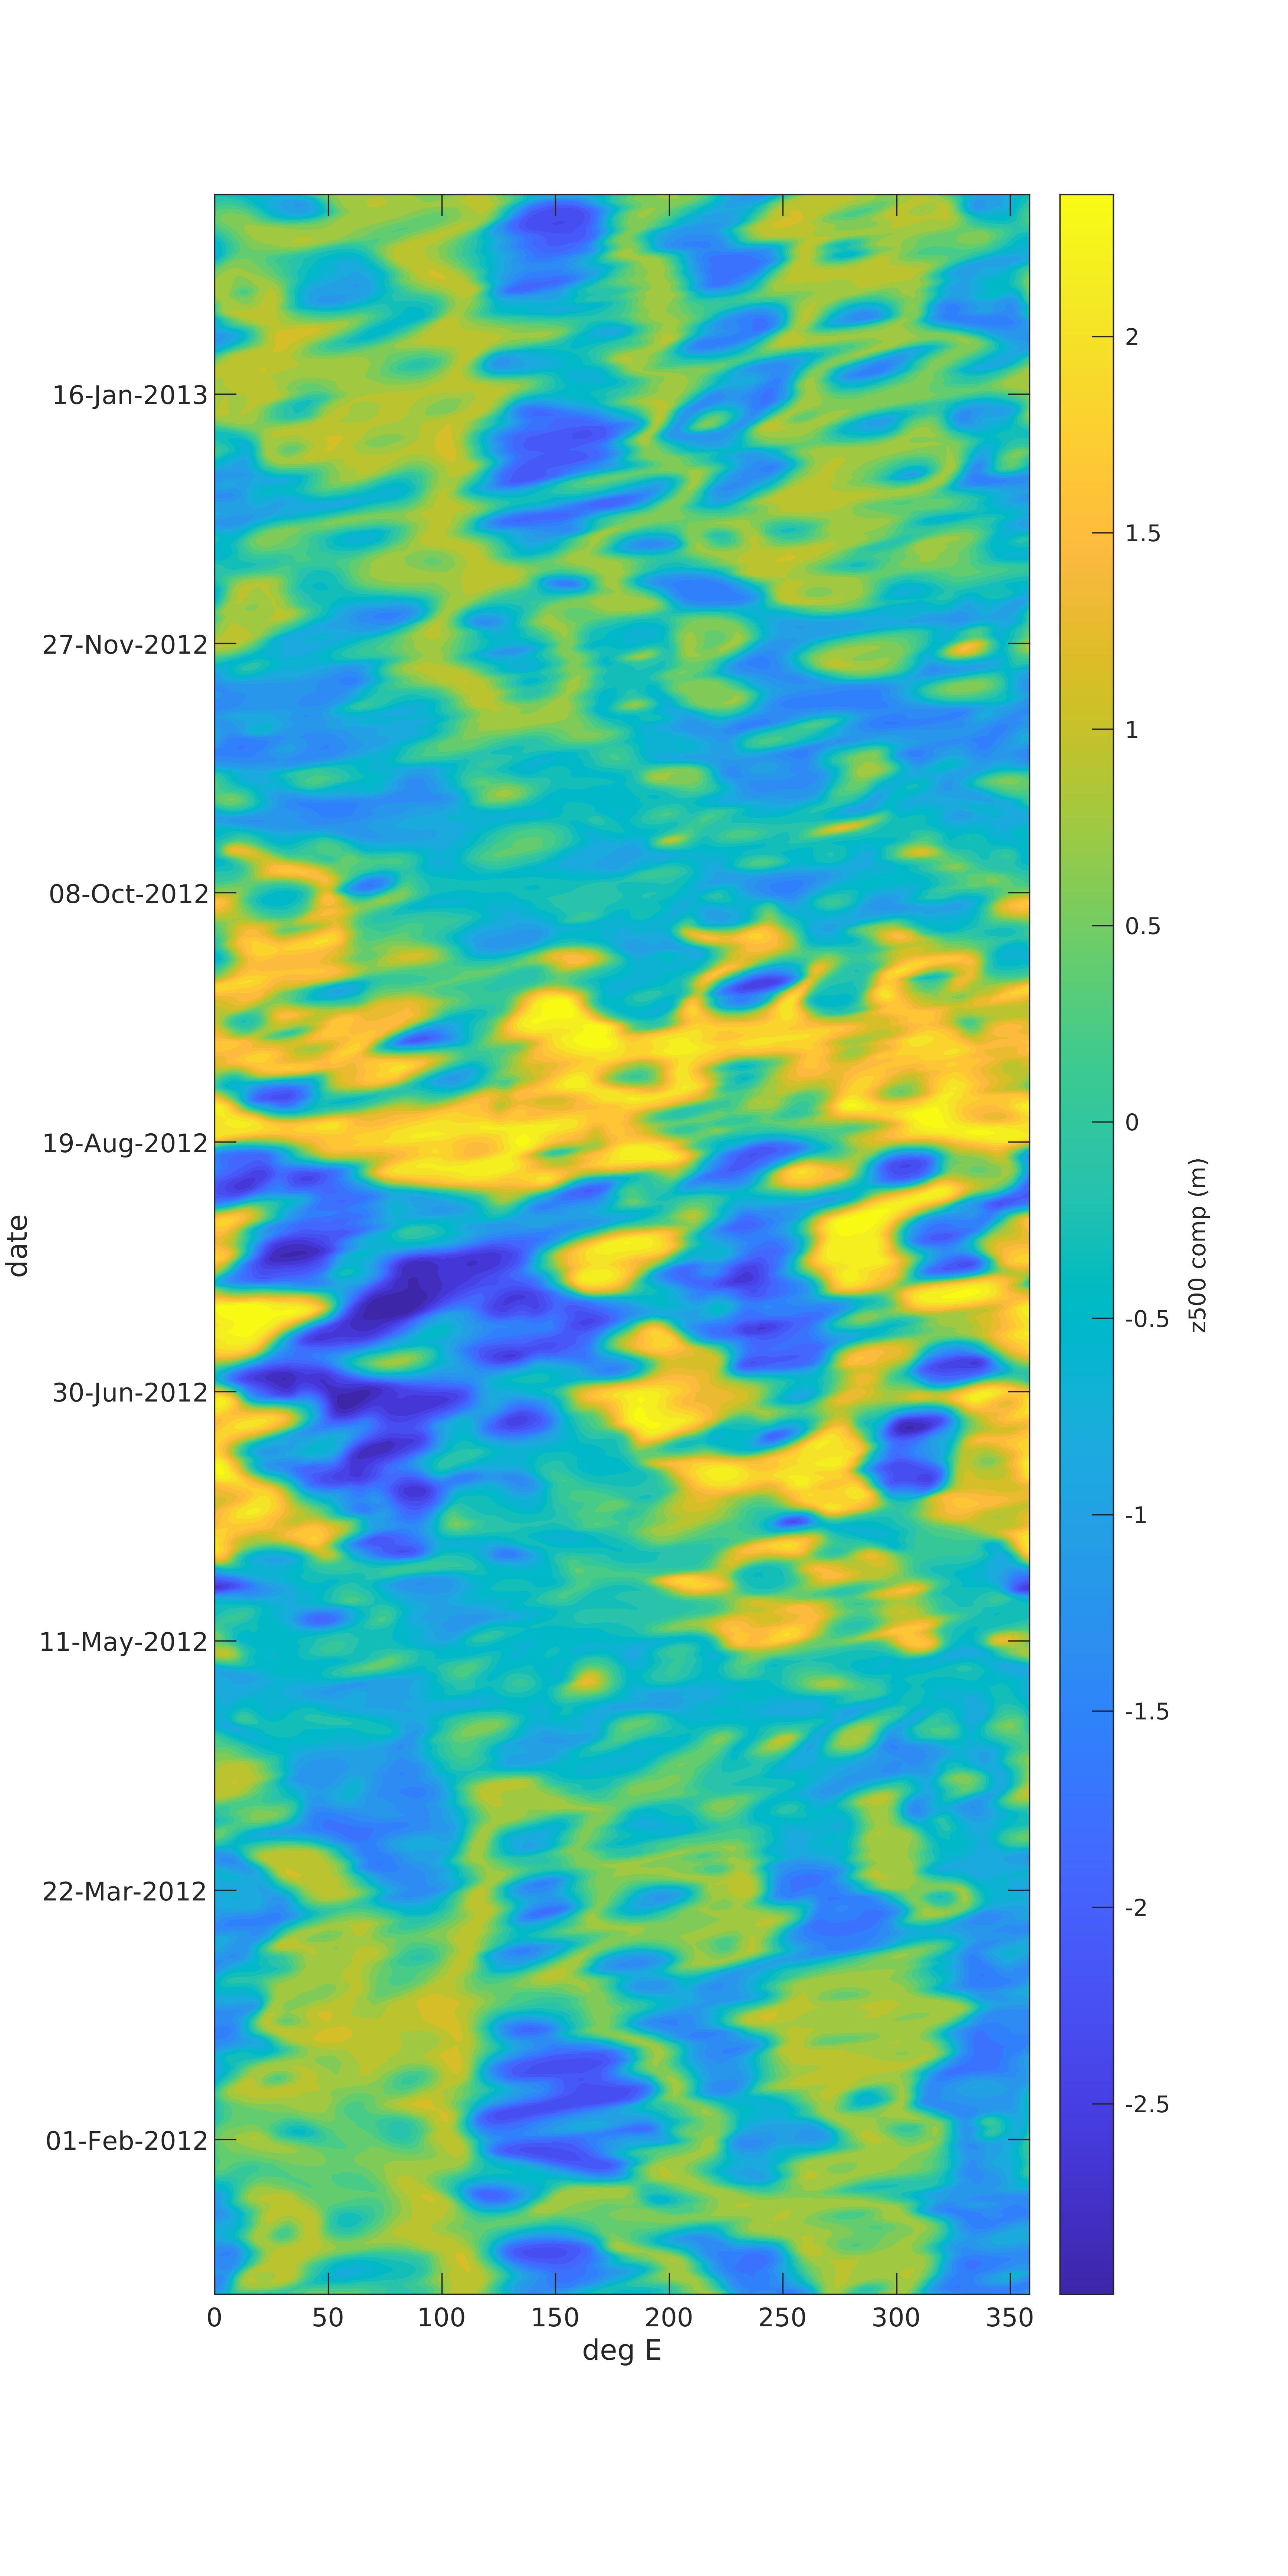 16-Jan-2013
27-Nov-2012
08-Oct-2012
19-Aug-2012
30-Jun-2012
11-May-2012
22-Mar-2012
01-Feb-2012
date
0 50 100 150 200 250 300 350
deg E
2
1.5
1
0.5
0
-0.5
-1
-1.5
-2
-2.5
z500 comp (m)